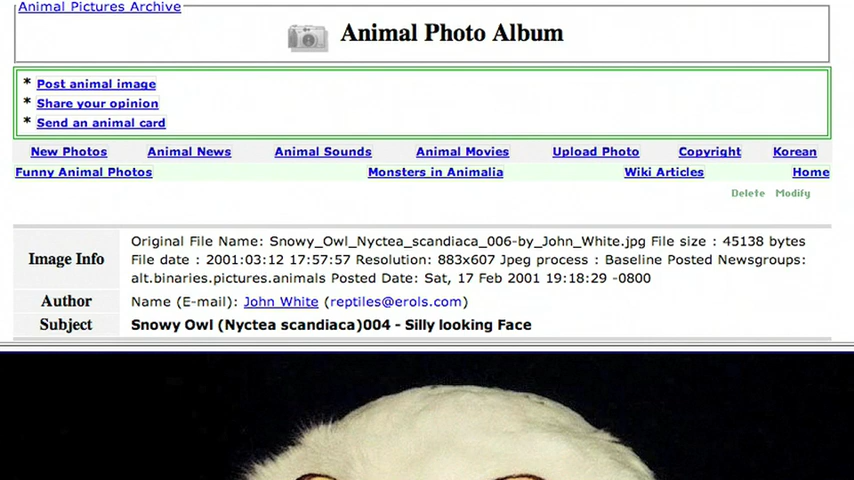 Animal Pictures Archive
Animal Photo Album
* Post animal image
* Share your opinion
* Send an animal card
New Photos Animal News Animal Sounds Animal Movies Upload Photo Copyright Korean
Funny Animal Photos Monsters in Animalia Wiki Articles Home
Delete Modify
Image Info
Original File Name: Snowy_Owl_Nyctea_scandiaca_006-by_John_White.jpg File size : 45138 bytes
File date : 2001:03:12 17:57:57 Resolution: 883x607 Jpeg process : Baseline Posted Newsgroups:
alt.binaries.pictures.animals Posted Date: Sat, 17 Feb 2001 19:18:29 -0800
Author Name (E-mail): John White (reptiles@erols.com)
Subject Snowy Owl (Nyctea scandiaca)004 - Silly looking Face